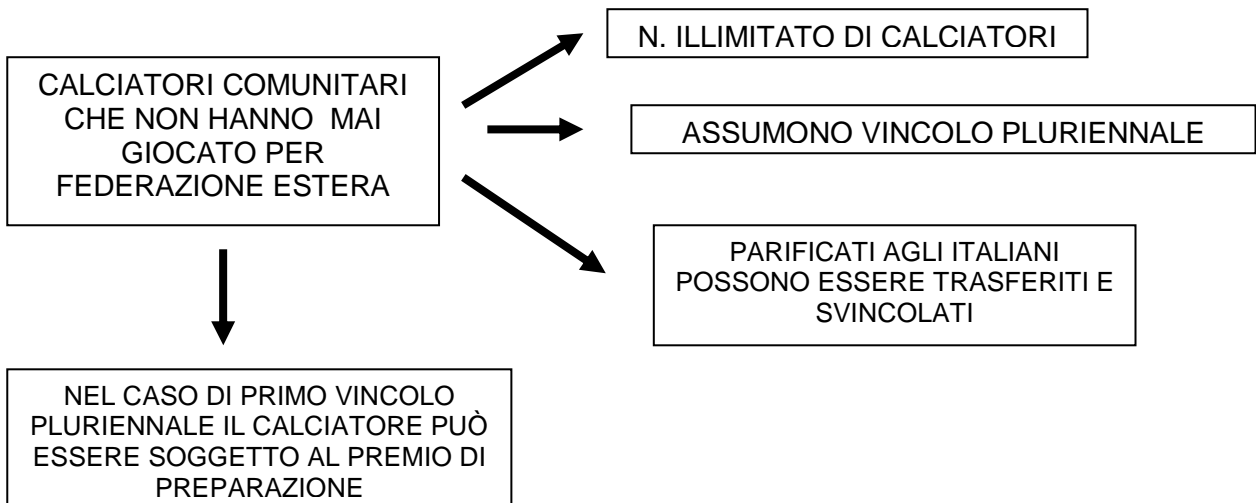 N. ILLIMITATO DI CALCIATORI
CALCIATORI COMUNITARI
CHE NON HANNO MAI
GIOCATO PER
FEDERAZIONE ESTERA
ASSUMONO VINCOLO PLURIENNALE
PARIFICATI AGLI ITALIANI
POSSONO ESSERE TRASFERITI E
SVINCOLATI
NEL CASO DI PRIMO VINCOLO
PLURIENNALE IL CALCIATORE PUÒ
ESSERE SOGGETTO AL PREMIO DI
PREPARAZIONE